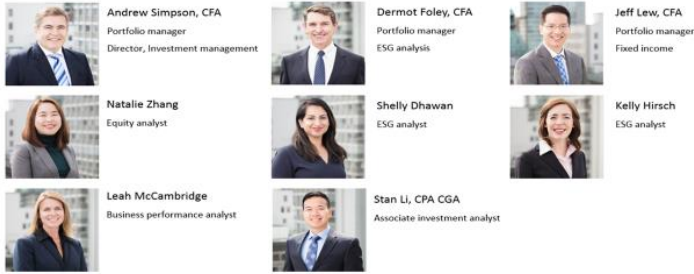 Andrew Simpson, CFA
Portfolio manager
Director, Investment management
Dermot Foley, CFA
Portfolio manager
ESG analysis
Jeff Lew, CFA
Portfolio manager
Fixed income
Natalie Zhang
Equity analyst
Shelly Dhawan
ESG analyst
Kelly Hirsch
ESG analyst
Leah McCambridge
Business performance analyst
Stan Li, CPA CGA
Associate investment analyst